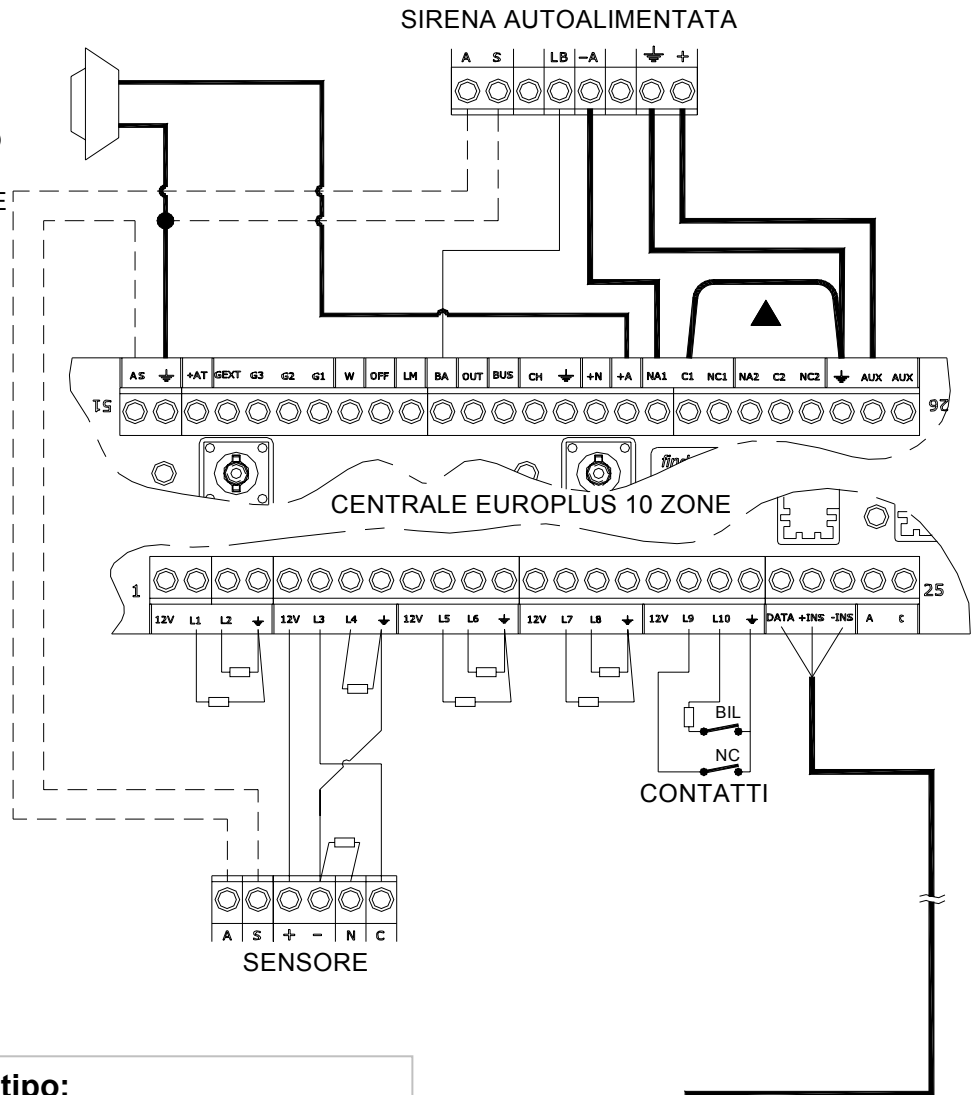 SIRENA AUTOALIMENTATA
A S LB -A +
E
AS +AT GEXT G3 G2 G1 W OFF LM BA OUT BUS CH +N +A NA1 C1 NC1 NA2 C2 NC2 AUX AUX
51 26
CENTRALE EUROPLUS 10 ZONE
1 25
12V L1 L2 12V L3 L4 12V L5 L6 12V L7 L8 12V L9 L10 DATA +INS -INS A C
BIL
NC
CONTATTI
A S + - N C
SENSORE
tipo: